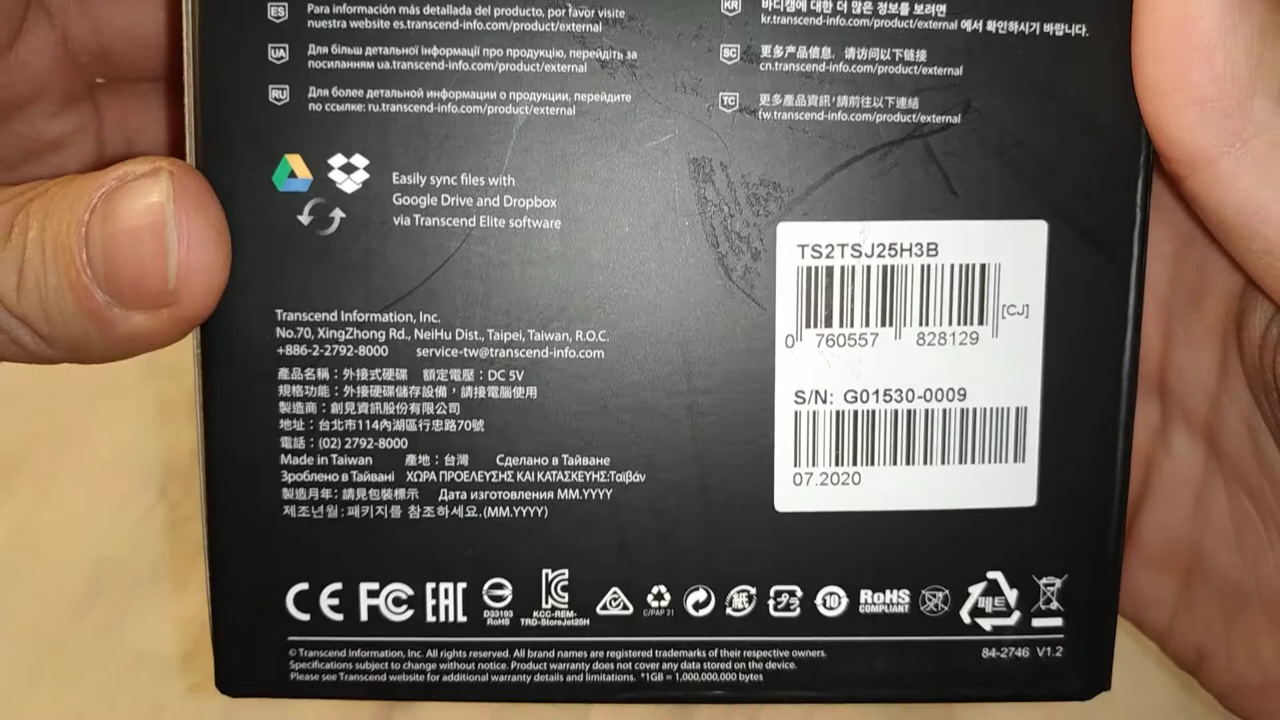 ES
Para información más detallada del producto, por favor visite
nuestra website es.transcend-info.com/product/external
UA
Для більш детальної інформації про продукцію, перейдіть за
посиланням ua.transcend-info.com/product/external
RU
Для более детальной информации о продукции, перейдите
по ссылке: ru.transcend-info.com/product/external
KR
바디캠에 대한 더 많은 정보를 보려면
kr.transcend-info.com/product/external 에서 확인하시기 바랍니다.
SC
更多产品信息，请访问以下链接
cn.transcend-info.com/product/external
TC
更多產品資訊，請前往以下連結
tw.transcend-info.com/product/external
Easily sync files with
Google Drive and Dropbox
via Transcend Elite software
Transcend Information, Inc.
No.70, XingZhong Rd., NeiHu Dist., Taipei, Taiwan, R.O.C.
+886-2-2792-8000 service-tw@transcend-info.com
產品名稱：外接式硬碟 額定電壓：DC 5V
規格功能：外接硬碟儲存設備，請接電腦使用
製造商：創見資訊股份有限公司
地址：台北市114內湖區行忠路70號
電話：(02) 2792-8000
Made in Taiwan 產地：台灣 Сделано в Тайване
Зроблено в Тайвані ΧΩΡΑ ΠΡΟΕΛΕΥΣΗΣ ΚΑΙ ΚΑΤΑΣΚΕΥΗΣ:Ταϊβάν
製造月年：請見包裝標示 Дата изготовления MM.YYYY
제조년월 : 패키지를 참조하세요.(MM.YYYY)
TS2TSJ25H3B
[CJ]
0 760557 828129
S/N: G01530-0009
07.2020
CE FC EAC
D33193
RoHS
KCC-REM-
TRD-StoreJet25H
C/PAP 21
紙
プラ
10
RoHS
COMPLIANT
페트
84-2746 V1.2
© Transcend Information, Inc. All rights reserved. All brand names are registered trademarks of their respective owners.
Specifications subject to change without notice. Product warranty does not cover any data stored on the device.
Please see Transcend website for additional warranty details and limitations. *1GB = 1,000,000,000 bytes